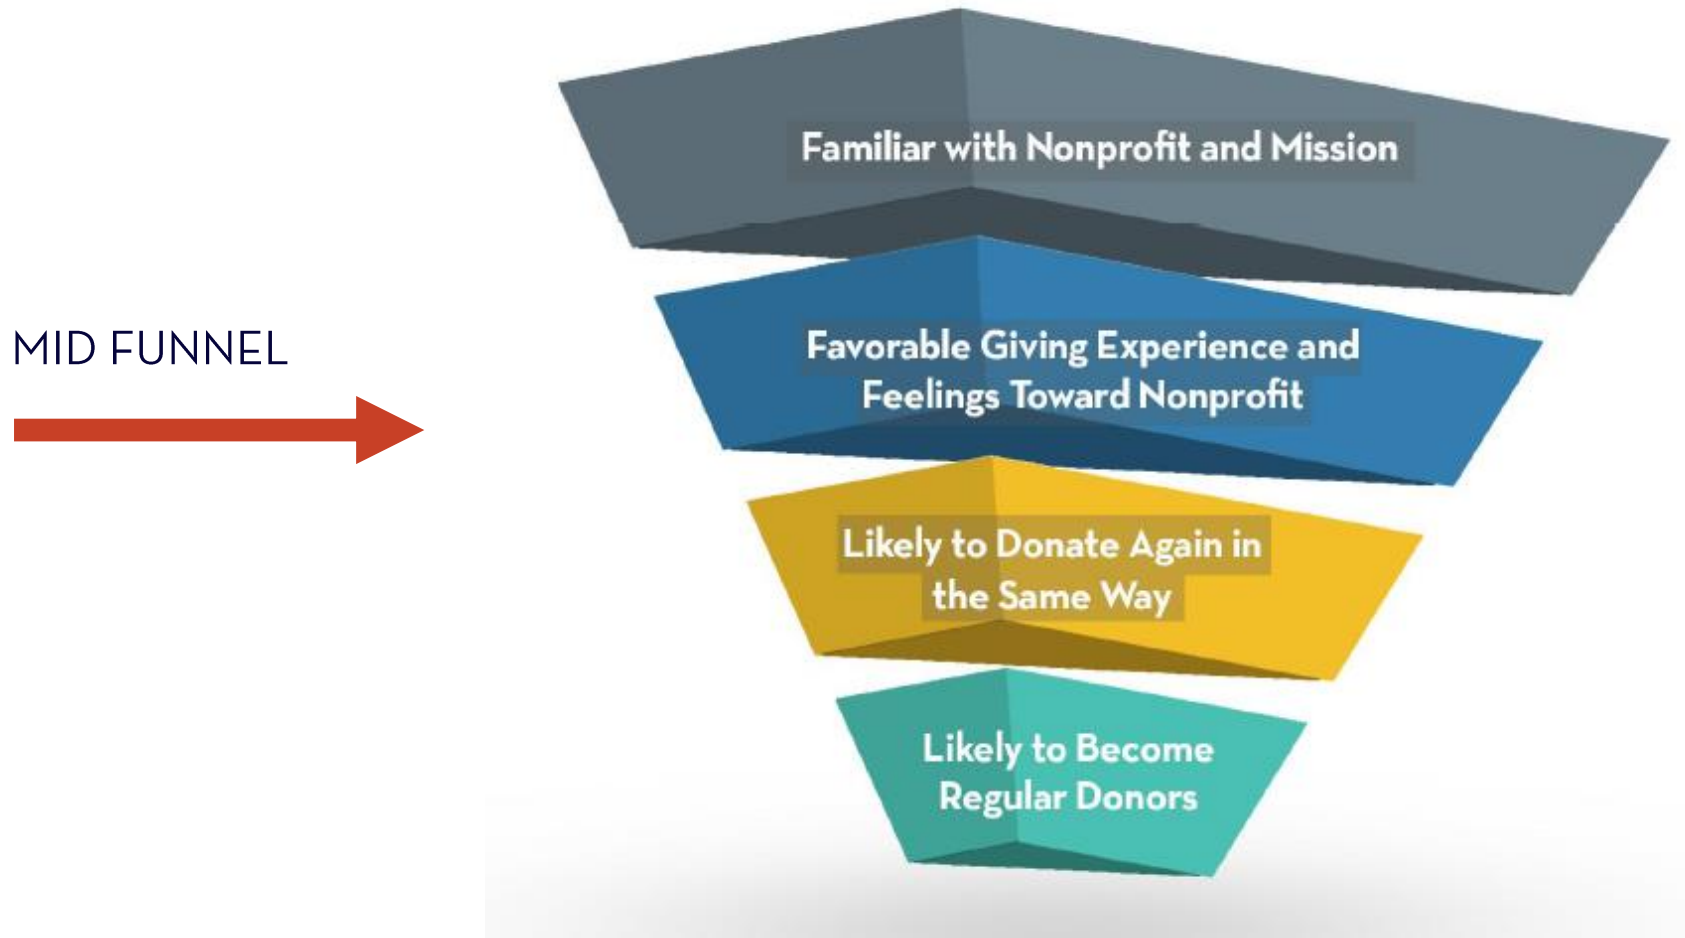 Familiar with Nonprofit and Mission
MID FUNNEL
Favorable Giving Experience and
Feelings Toward Nonprofit
Likely to Donate Again in
the Same Way
Likely to Become
Regular Donors